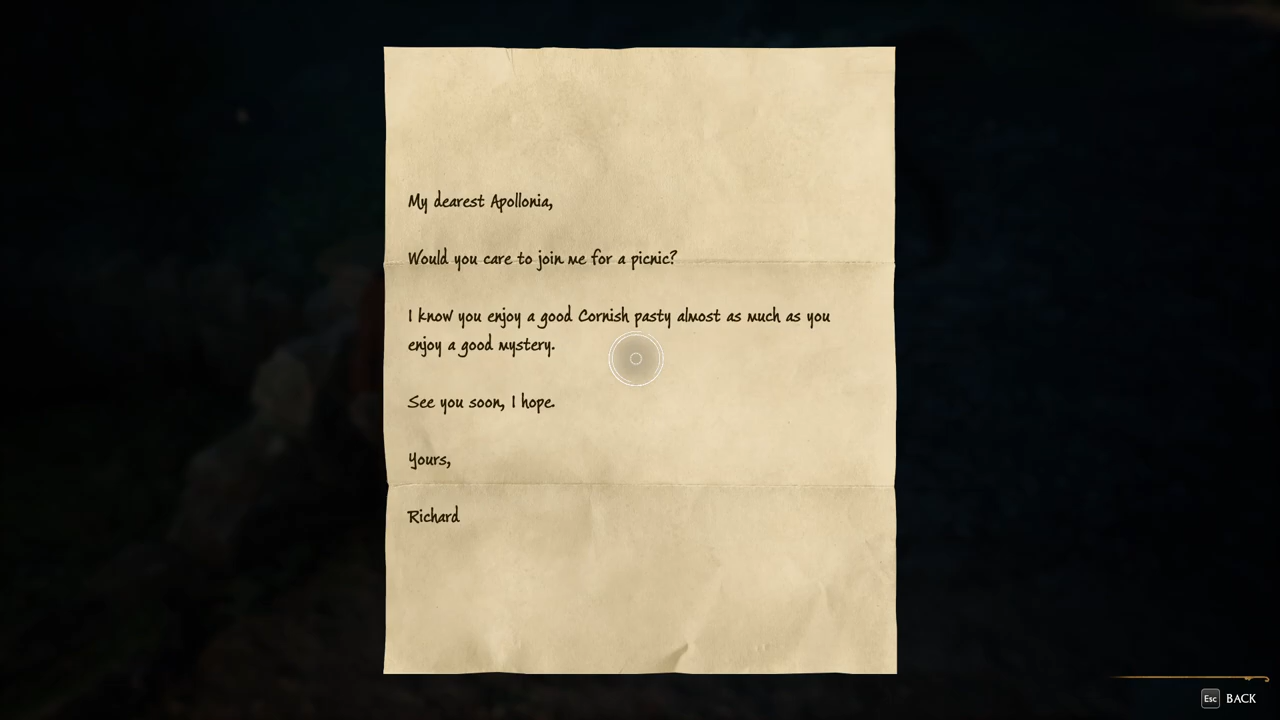 My dearest Apollonia,
Would you care to join me for a picnic?
I know you enjoy a good Cornish pasty almost as much as you
enjoy a good mystery.
See you soon, I hope.
Yours,
Richard
Esc BACK